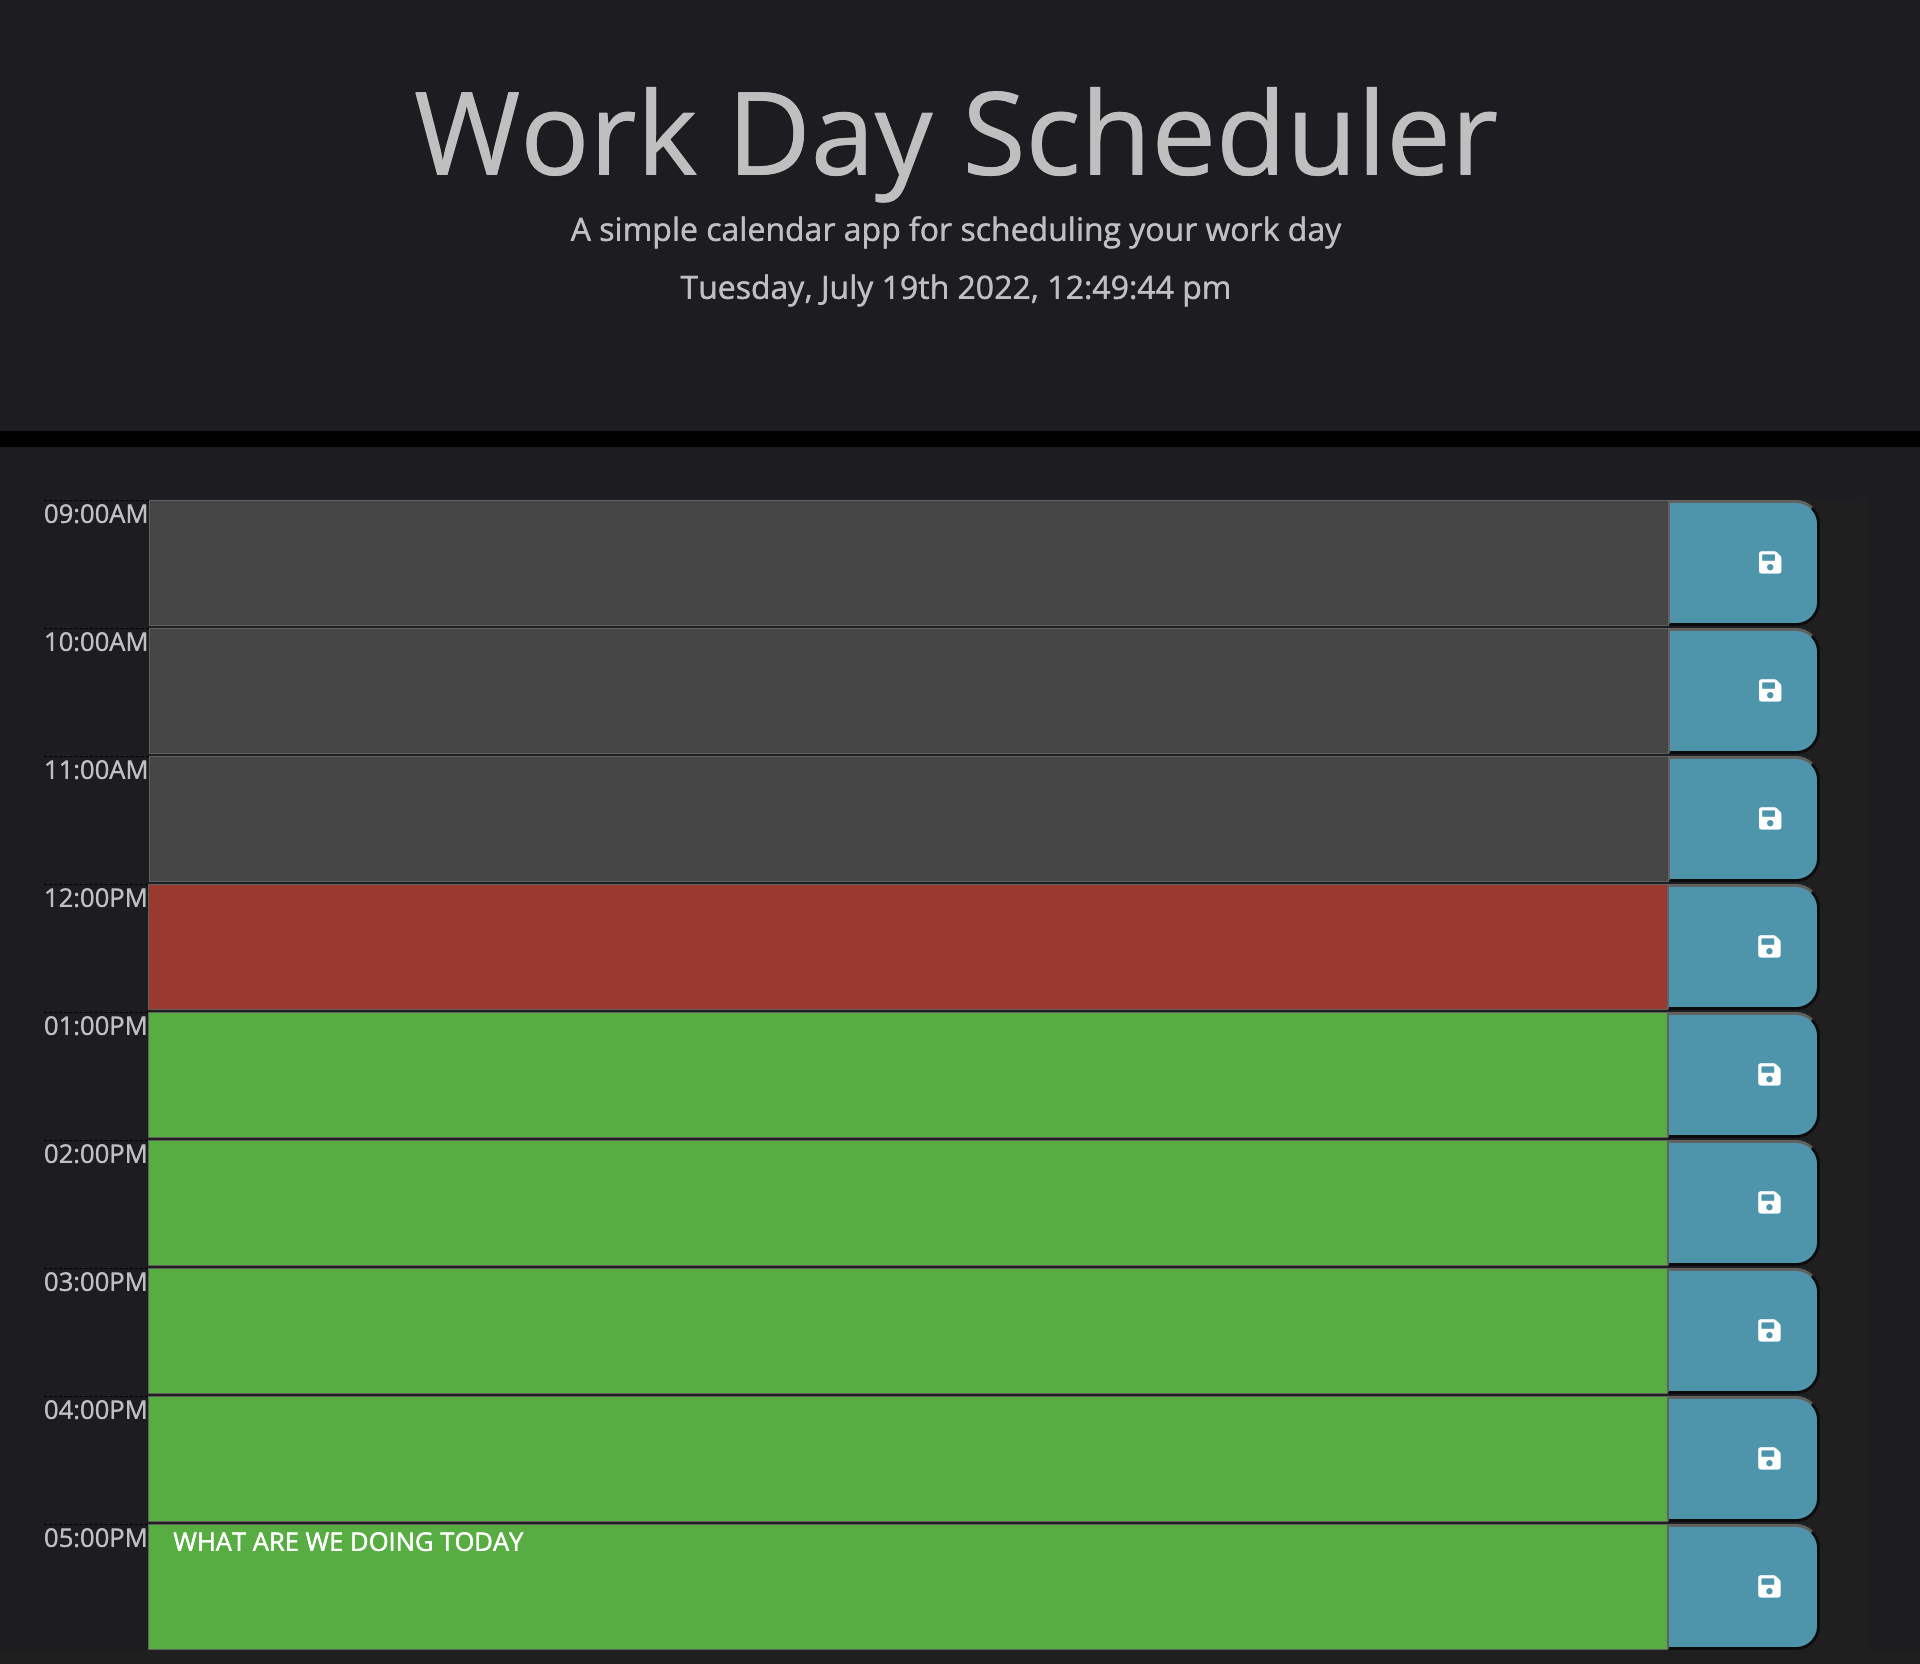 Work Day Scheduler
A simple calendar app for scheduling your work day
Tuesday, July 19th 2022, 12:49:44 pm
09:00AM
10:00AM
11:00AM
12:00PM
01:00PM
02:00PM
03:00PM
04:00PM
05:00PM WHAT ARE WE DOING TODAY